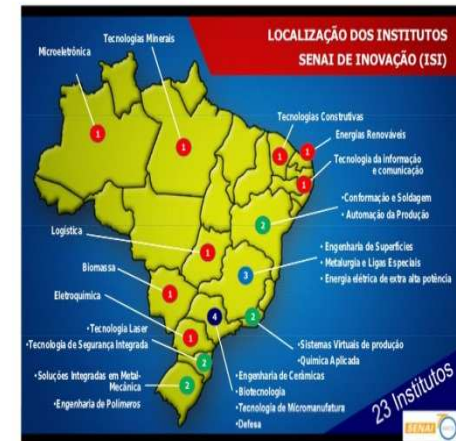 LOCALIZAÇÃO DOS INSTITUTOS
SENAI DE INOVAÇÃO (ISI)
Microeletrônica
Tecnologias Minerais
Tecnologias Construtivas
Energias Renováveis
Tecnologia da informação
e comunicação
1
1
1
1
1
•Conformação e Soldagem
• Automação da Produção
2
Logística
1
• Engenharia de Superfícies
• Metalurgia e Ligas Especiais
• Energia elétrica de extra alta potência
3
Biomassa
1
Eletroquímica
1
4
2
• Sistemas Virtuais de produção
• Química Aplicada
•Tecnologia Laser
•Tecnologia de Segurança Integrada
2
•Soluções Integradas em Metal-
Mecânica
•Engenharia de Polímeros
2
•Engenharia de Cerâmicas
•Biotecnologia
•Tecnologia de Micromanufatura
•Defesa
23 Institutos
SENAI